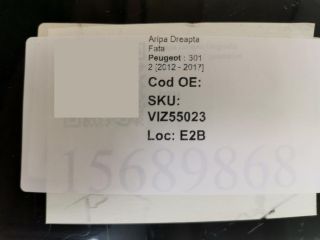 Aripa Dreapta
Fata
Peugeot : 301
2 [2012 - 2017]
Cod OE:
SKU:
VIZ55023
Loc: E2B
15689868